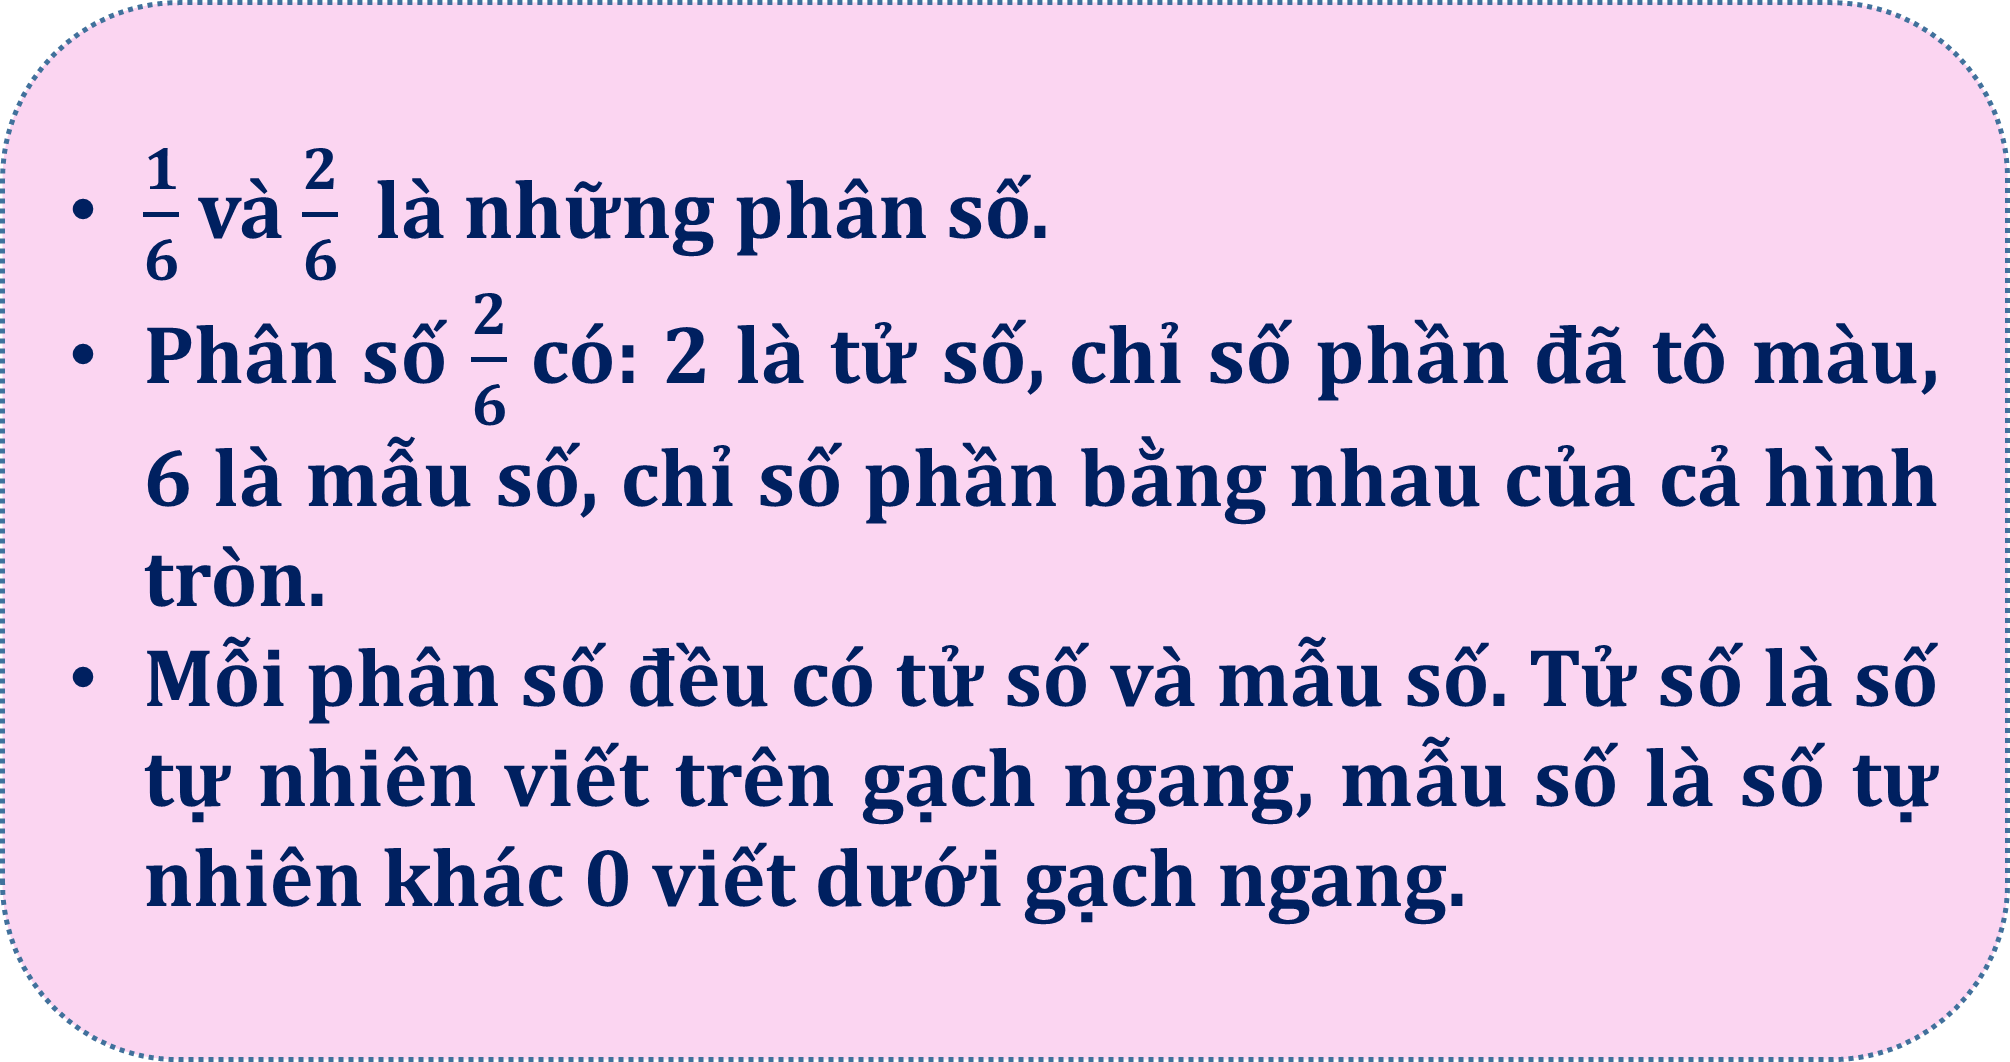 • 1/6 và 2/6 là những phân số.
• Phân số 2/6 có: 2 là tử số, chỉ số phần đã tô màu,
6 là mẫu số, chỉ số phần bằng nhau của cả hình
tròn.
• Mỗi phân số đều có tử số và mẫu số. Tử số là số
tự nhiên viết trên gạch ngang, mẫu số là số tự
nhiên khác 0 viết dưới gạch ngang.